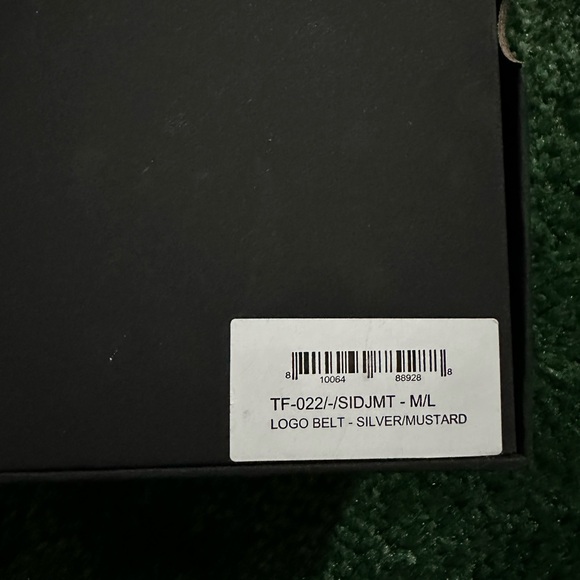 8 10064 88928 8
TF-022/-/SIDJMT - M/L
LOGO BELT - SILVER/MUSTARD